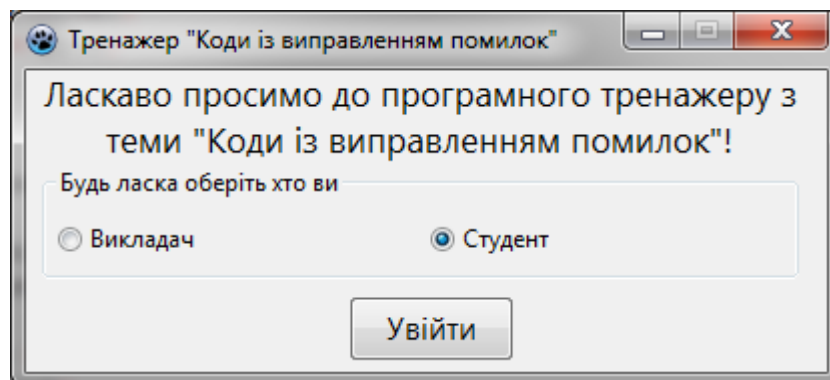 Тренажер "Коди із виправленням помилок"
Ласкаво просимо до програмного тренажеру з
теми "Коди із виправленням помилок"!
Будь ласка оберіть хто ви
Викладач Студент
Увійти